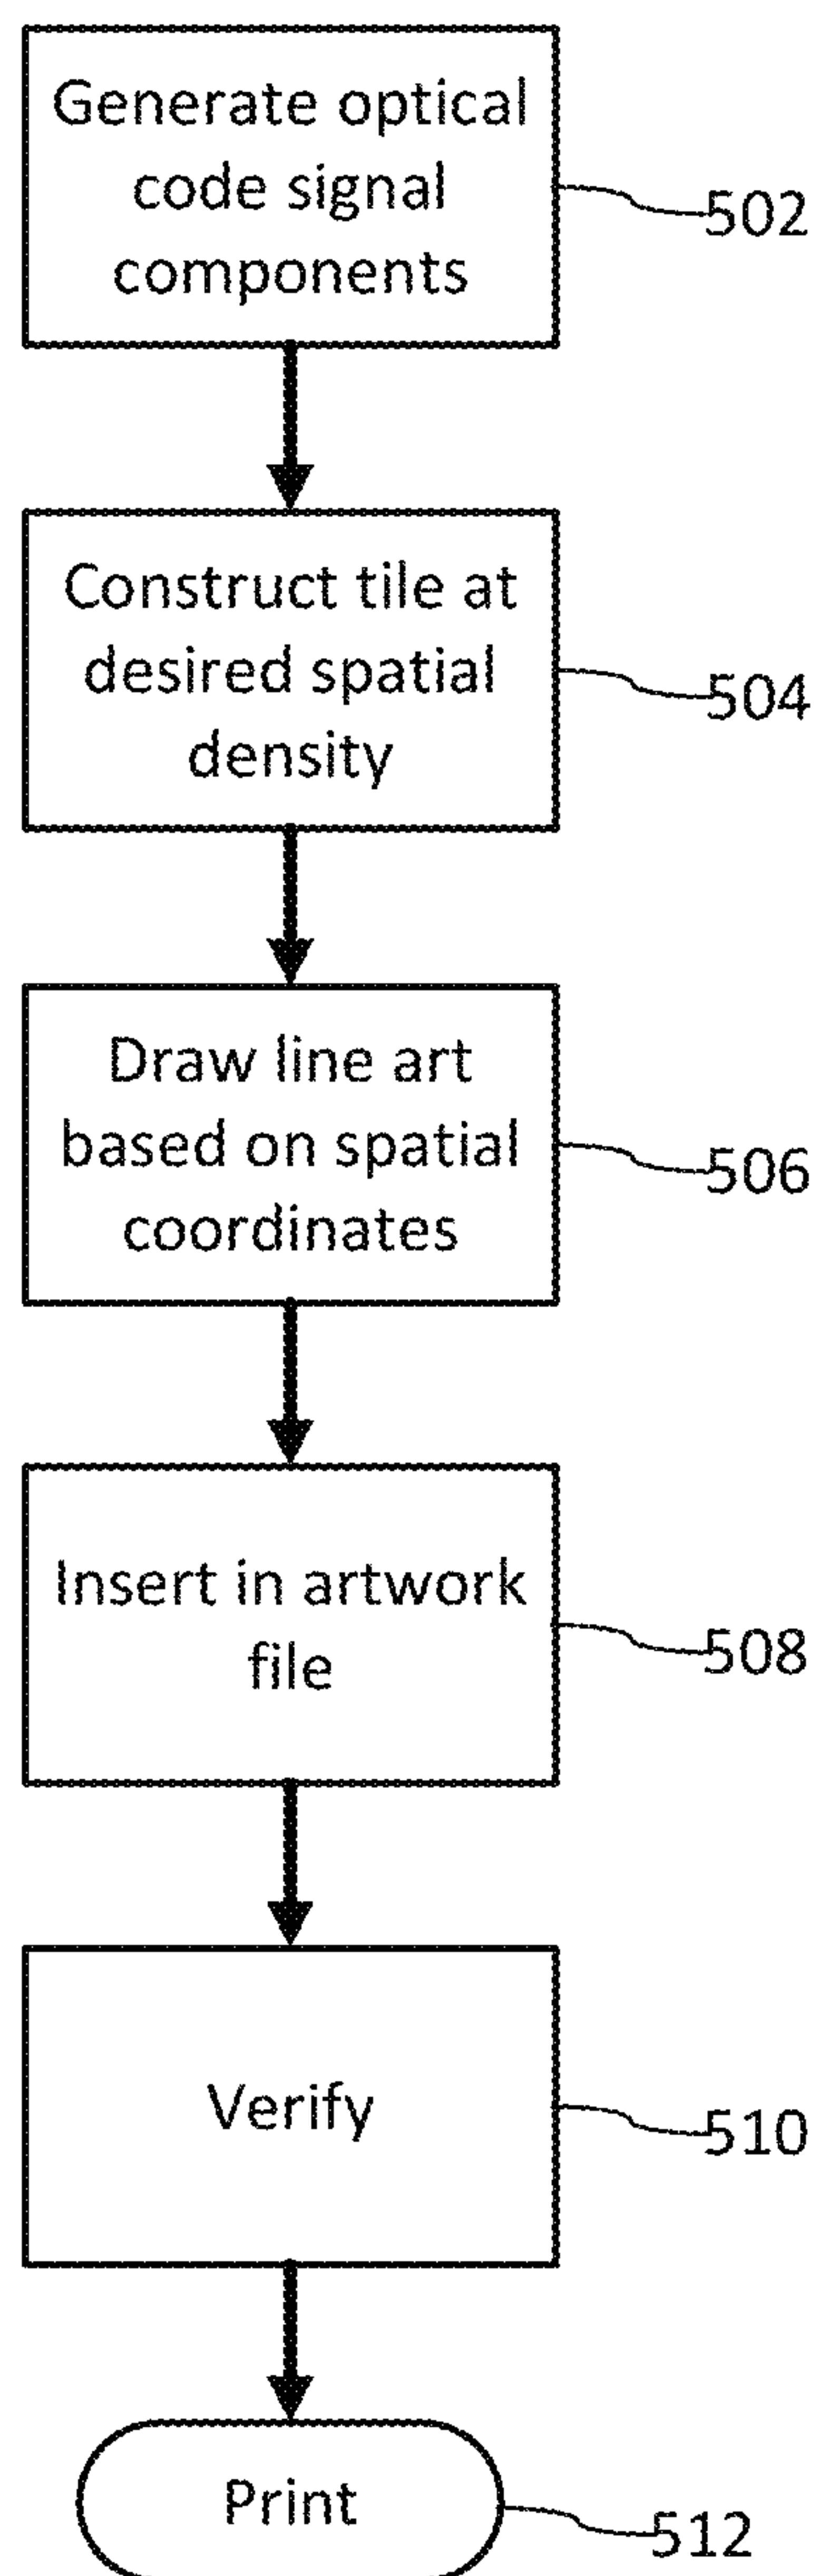 Generate optical
code signal
components
502
Construct tile at
desired spatial
density
504
Draw line art
based on spatial
coordinates
506
Insert in artwork
file
508
Verify
510
Print
512